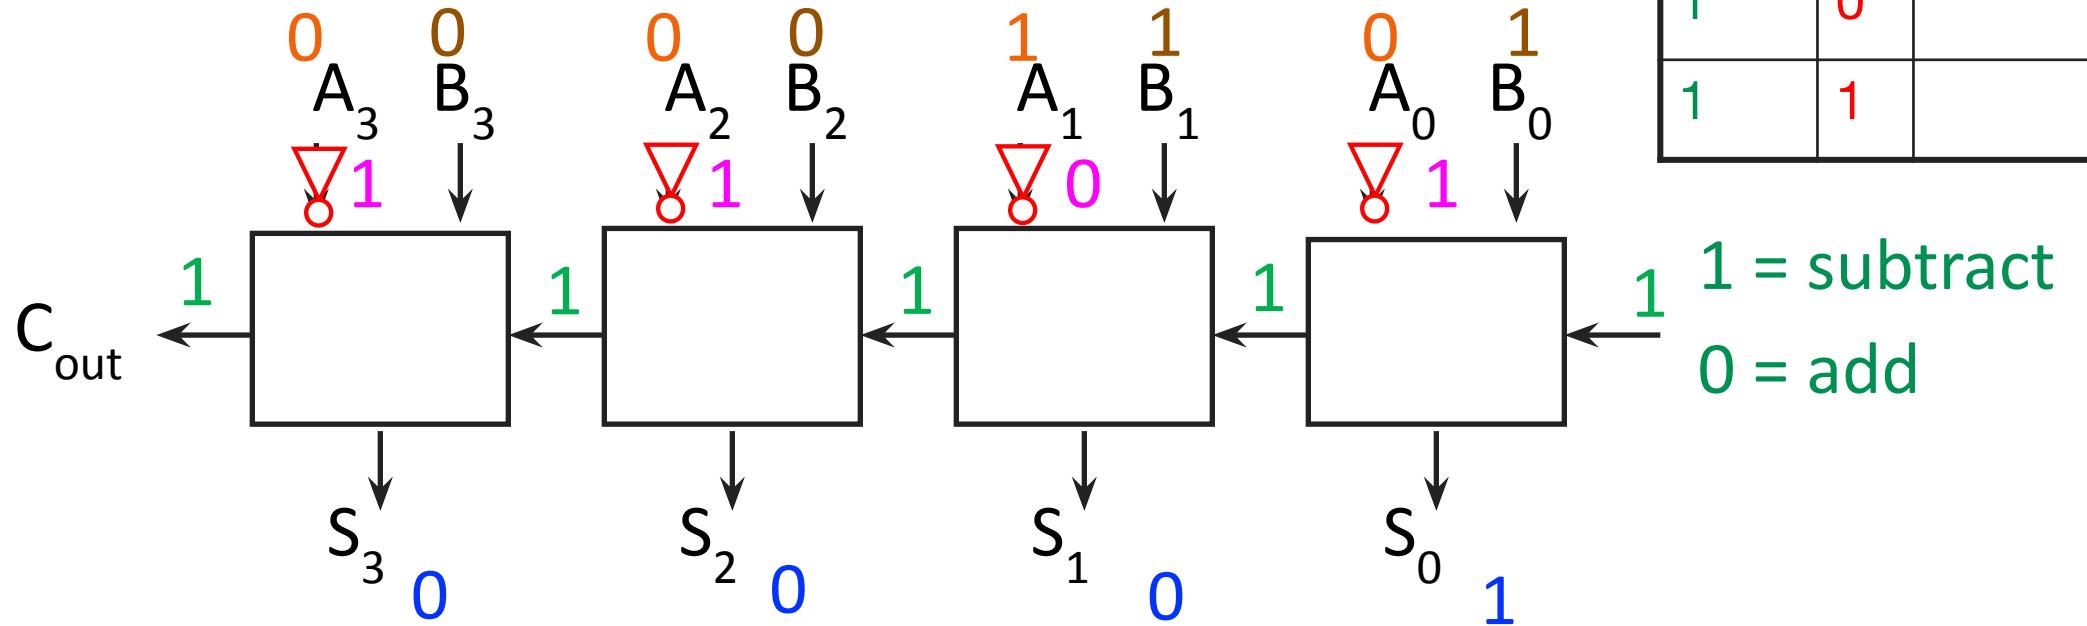 0 0 0 0 1 1 0 1
A3 B3 A2 B2 A1 B1 A0 B0
1 1 0 1
1 1 1 1 1
Cout
S3 S2 S1 S0
0 0 0 1
1 0
1 1
1 = subtract
0 = add